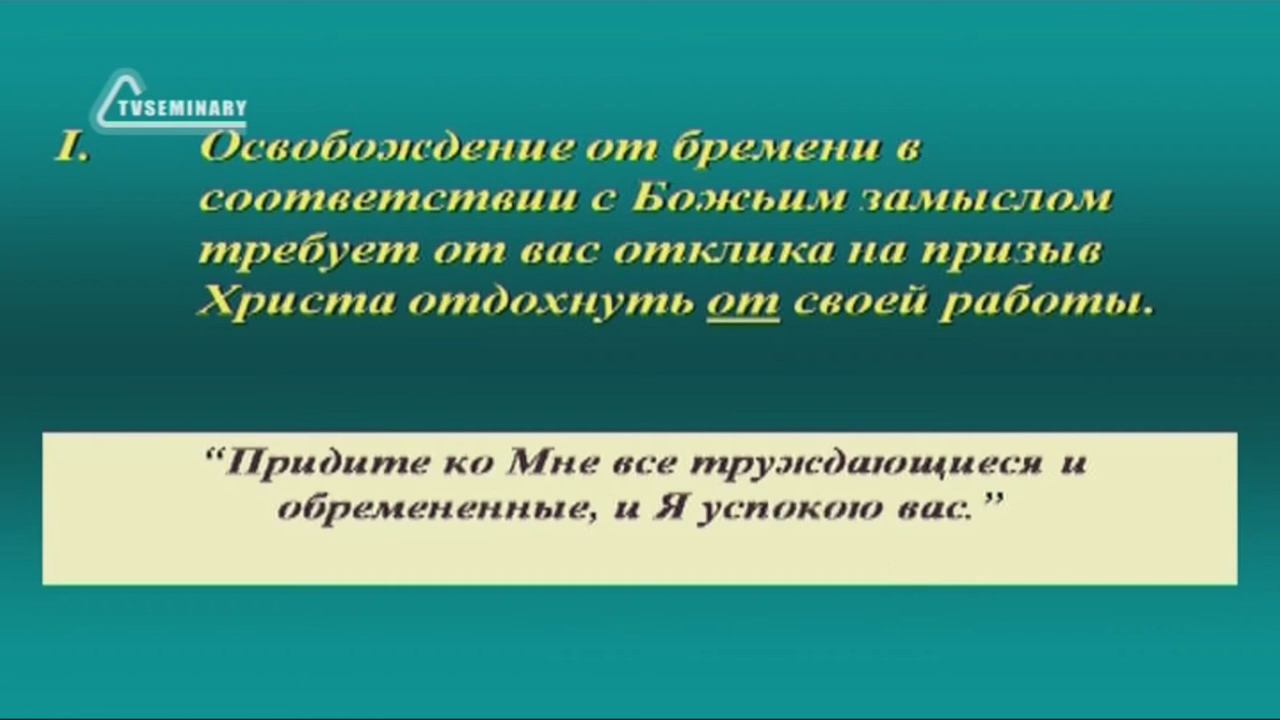 TVSEMINARY
I. Освобождение от бремени в
соответствии с Божьим замыслом
требует от вас отклика на призыв
Христа отдохнуть от своей работы.
“Придите ко Мне все труждающиеся и
обремененные, и Я успокою вас.”